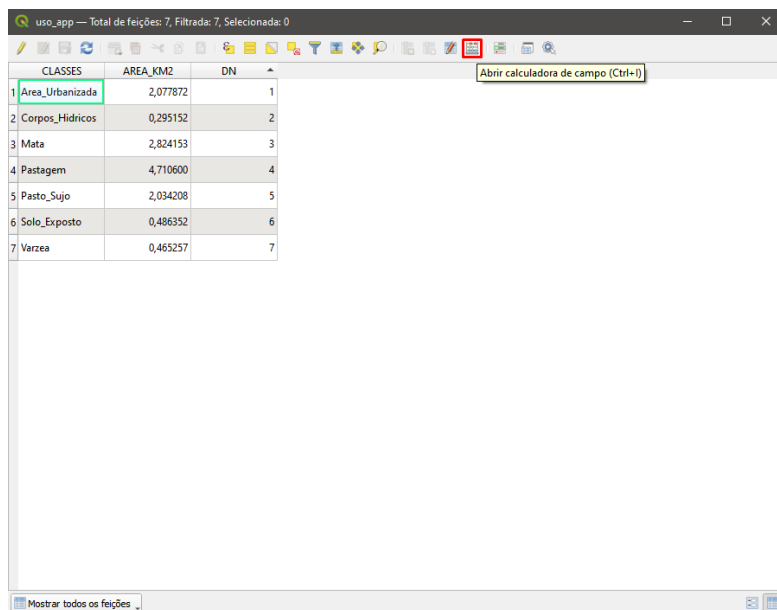 uso_app — Total de feições: 7, Filtrada: 7, Selecionada: 0
CLASSES AREA_KM2 DN
Abrir calculadora de campo (Ctrl+I)
1 Area_Urbanizada 2,077872 1
2 Corpos_Hidricos 0,295152 2
3 Mata 2,824153 3
4 Pastagem 4,710600 4
5 Pasto_Sujo 2,034208 5
6 Solo_Exposto 0,486352 6
7 Varzea 0,465257 7
Mostrar todos os feições